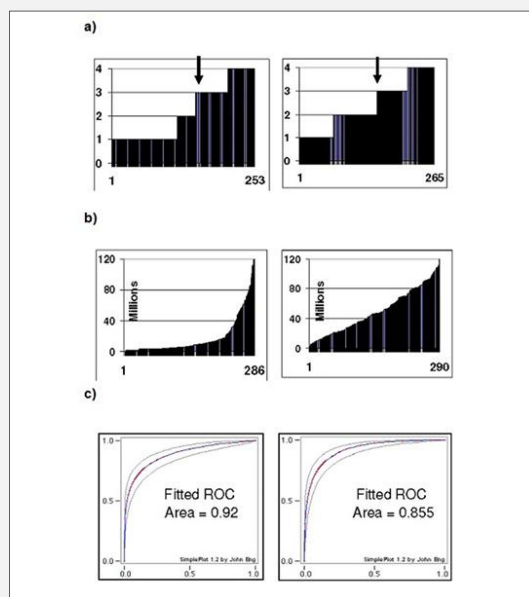 a)
4
3
2
1
0
1 253
4
3
2
1
0
1 265
b)
120
80
40
0
Millions
1 286
120
80
40
0
Millions
1 290
c)
1.0
0.5
0.0
Fitted ROC
Area = 0.92
SimplePlot 1.2 by John Eng
0.0 0.5 1.0
1.0
0.5
0.0
Fitted ROC
Area = 0.855
SimplePlot 1.2 by John Eng
0.0 0.5 1.0